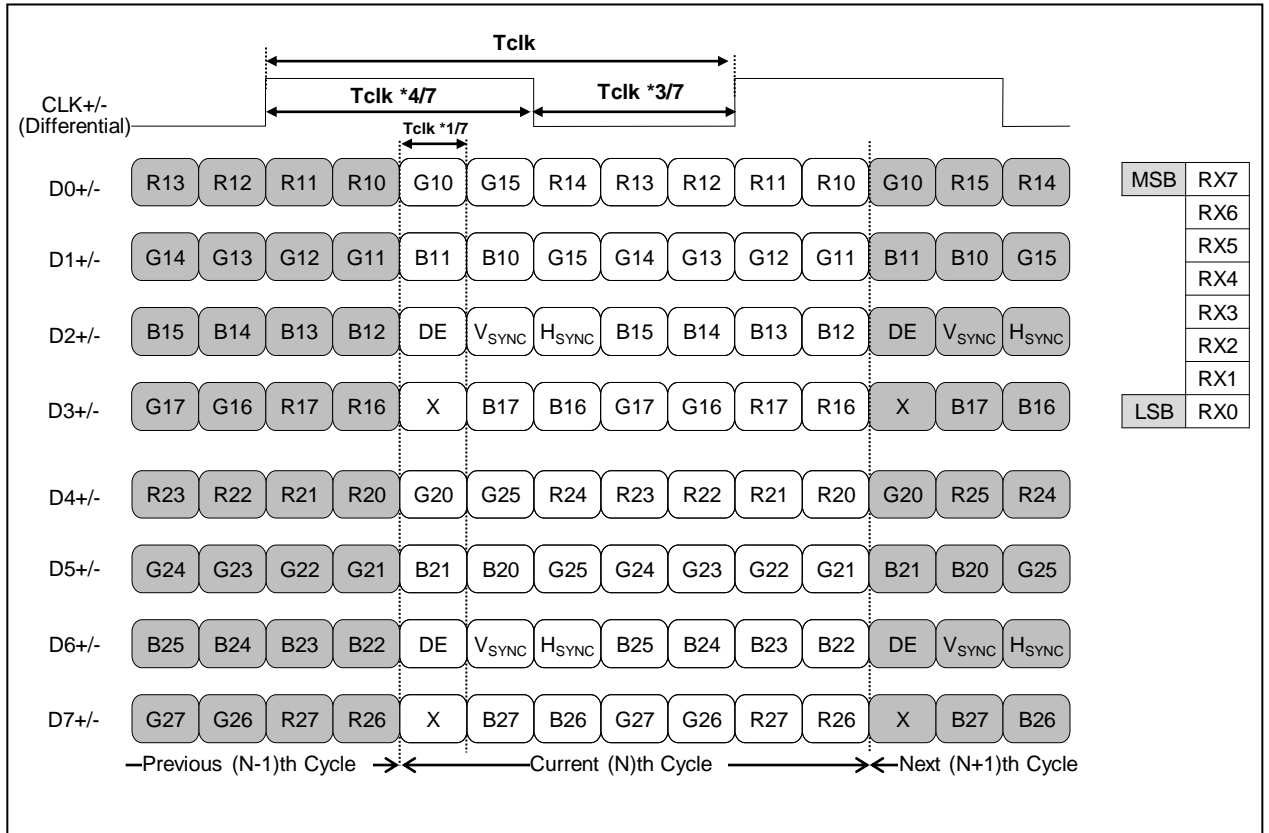 Tclk
Tclk *4/7
Tclk *3/7
CLK+/-
(Differential)
Tclk *1/7
D0+/- R13 R12 R11 R10 G10 G15 R14 R13 R12 R11 R10 G10 R15 R14
D1+/- G14 G13 G12 G11 B11 B10 G15 G14 G13 G12 G11 B11 B10 G15
D2+/- B15 B14 B13 B12 DE VSYNC HSYNC B15 B14 B13 B12 DE VSYNC HSYNC
D3+/- G17 G16 R17 R16 X B17 B16 G17 G16 R17 R16 X B17 B16
D4+/- R23 R22 R21 R20 G20 G25 R24 R23 R22 R21 R20 G20 R25 R24
D5+/- G24 G23 G22 G21 B21 B20 G25 G24 G23 G22 G21 B21 B20 G25
D6+/- B25 B24 B23 B22 DE VSYNC HSYNC B25 B24 B23 B22 DE VSYNC HSYNC
D7+/- G27 G26 R27 R26 X B27 B26 G27 G26 R27 R26 X B27 B26
Previous (N-1)th Cycle Current (N)th Cycle Next (N+1)th Cycle
MSB RX7
RX6
RX5
RX4
RX3
RX2
RX1
LSB RX0